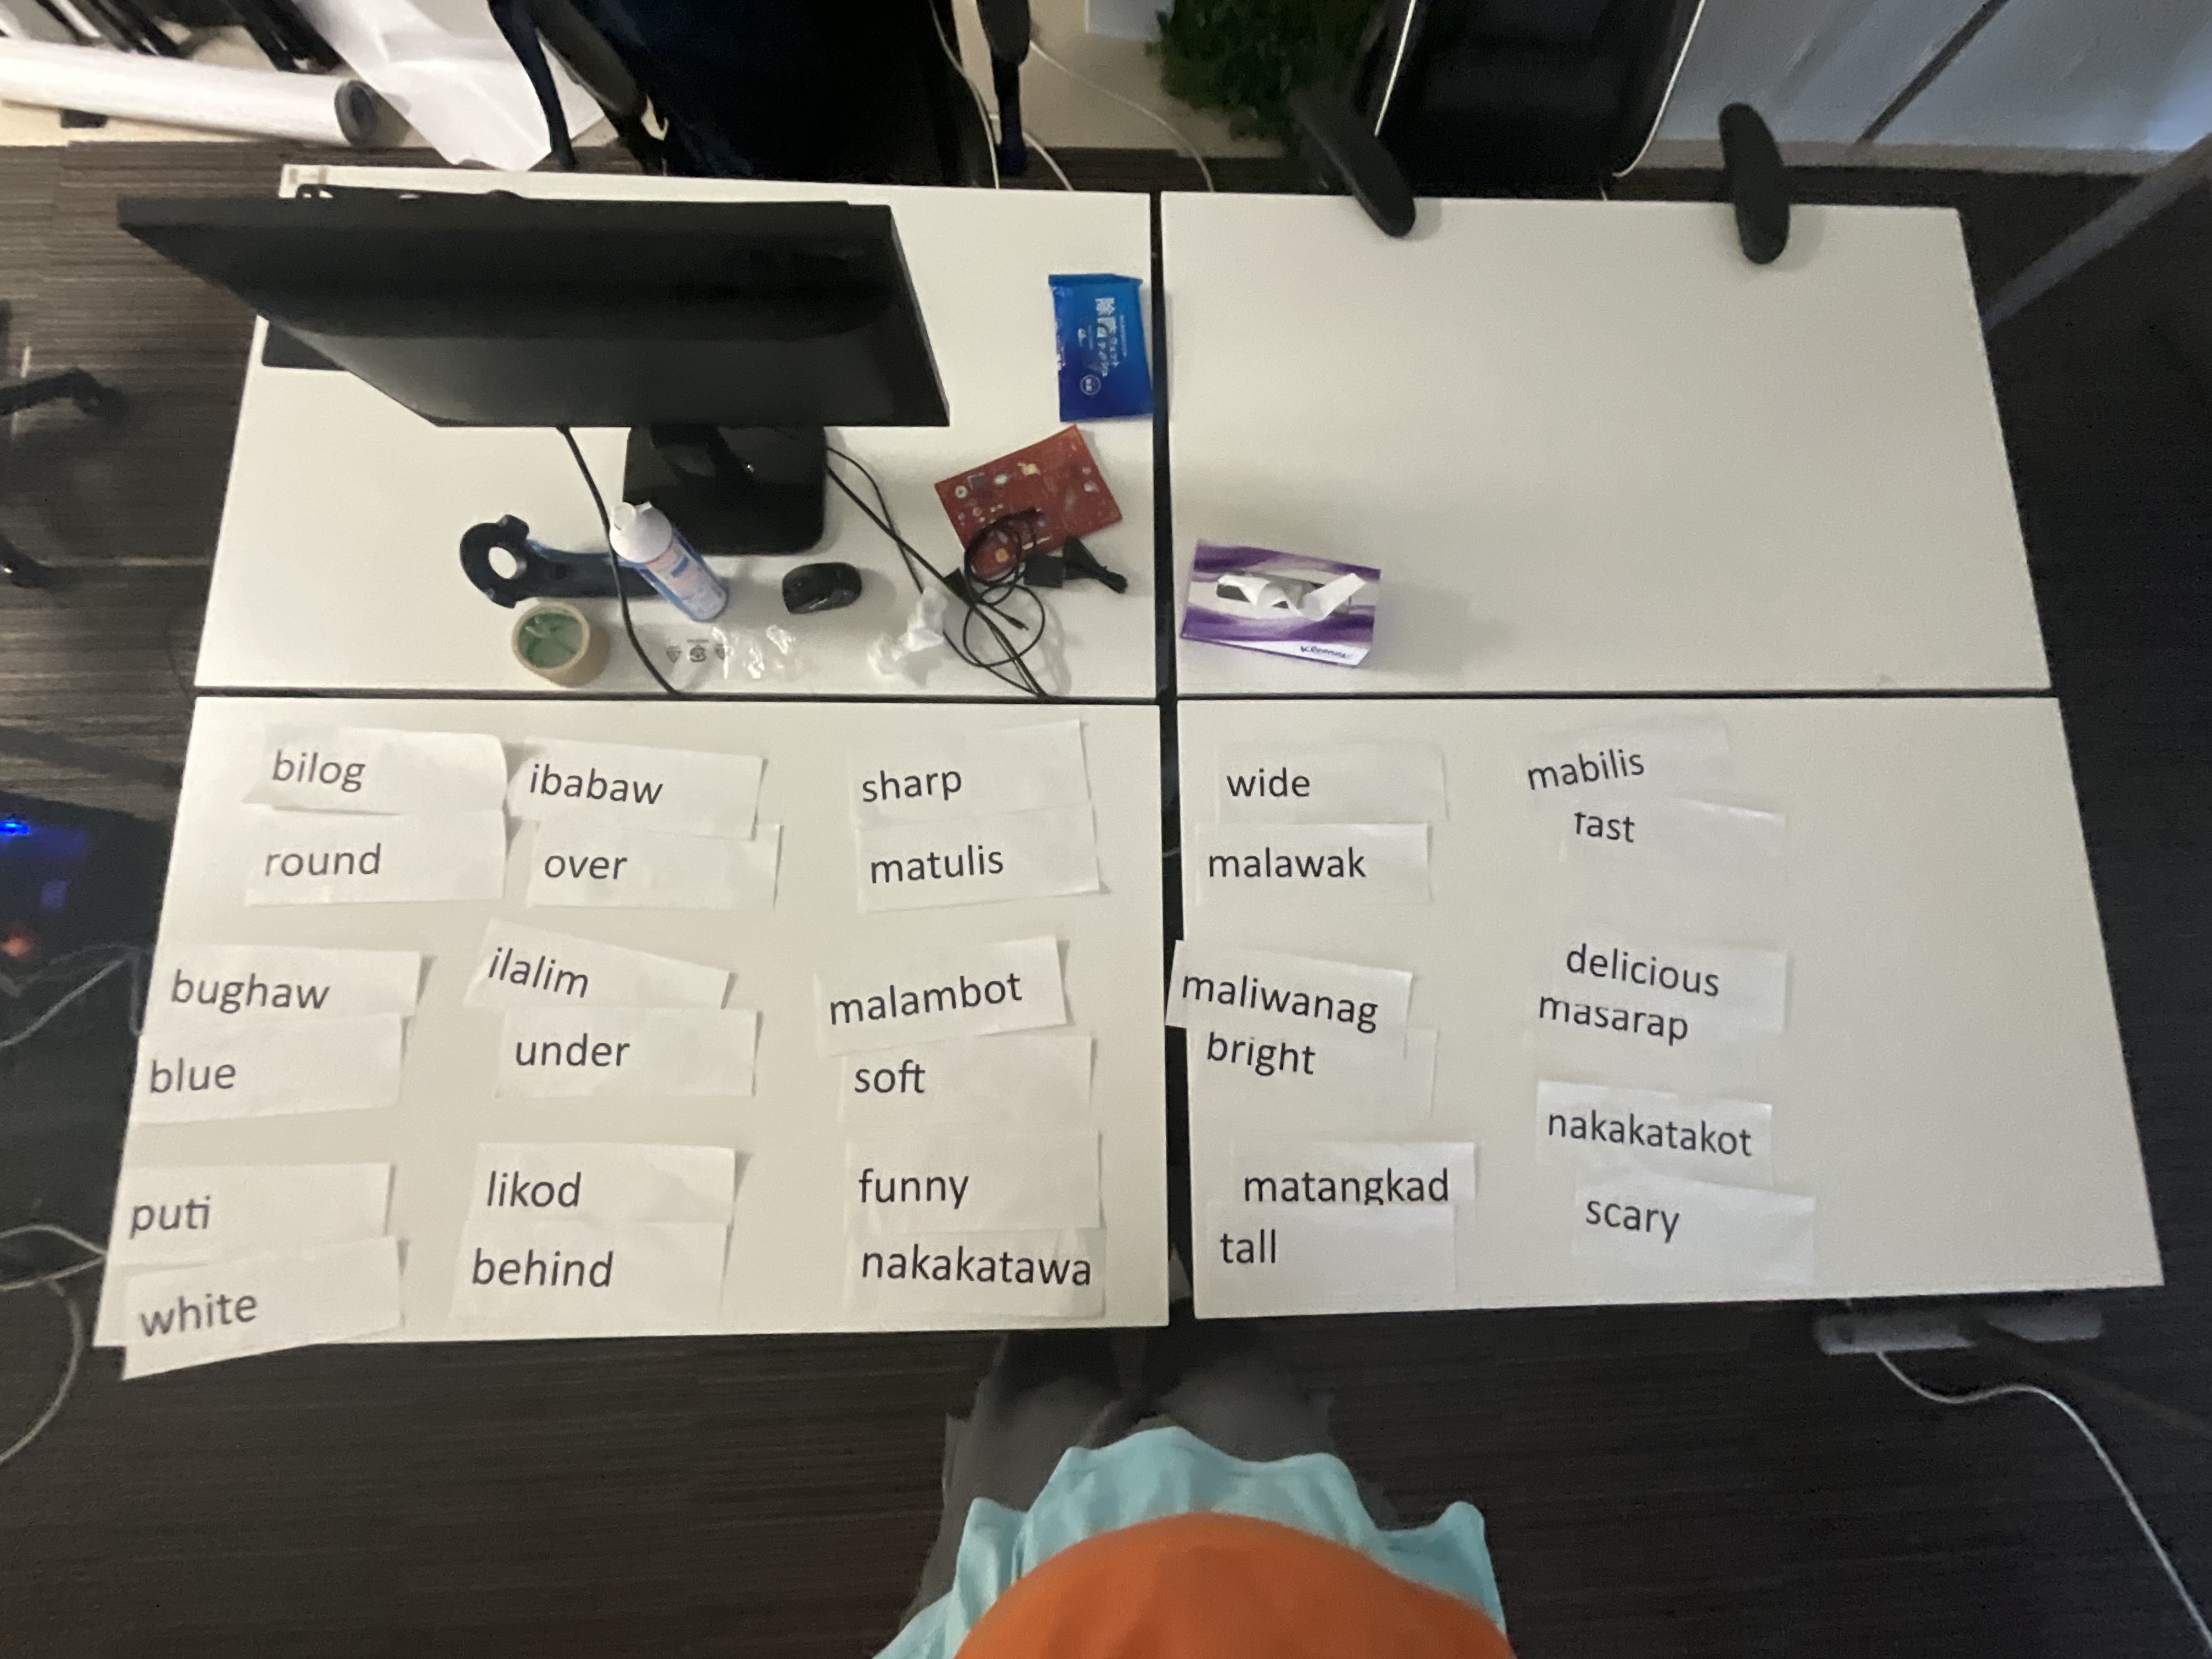 bilog
round
bughaw
blue
puti
white
ibabaw
over
ilalim
under
likod
behind
sharp
matulis
malambot
soft
funny
nakakatawa
wide
malawak
maliwanag
bright
matangkad
tall
mabilis
fast
delicious
masarap
nakakatakot
scary
Kleenex